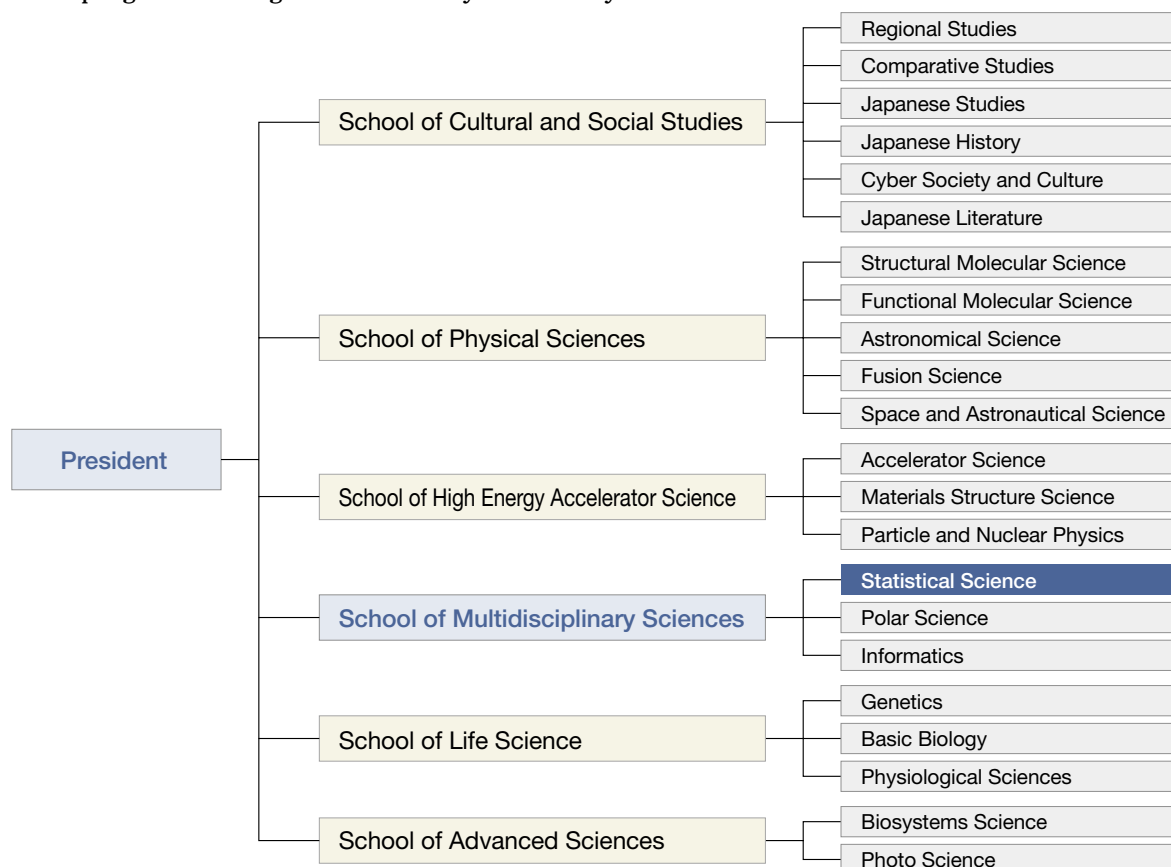 Regional Studies
Comparative Studies
School of Cultural and Social Studies
Japanese Studies
Japanese History
Cyber Society and Culture
Japanese Literature
Structural Molecular Science
Functional Molecular Science
School of Physical Sciences
Astronomical Science
Fusion Science
Space and Astronautical Science
President
Accelerator Science
School of High Energy Accelerator Science
Materials Structure Science
Particle and Nuclear Physics
Statistical Science
School of Multidisciplinary Sciences
Polar Science
Informatics
Genetics
School of Life Science
Basic Biology
Physiological Sciences
Biosystems Science
School of Advanced Sciences
Photo Science